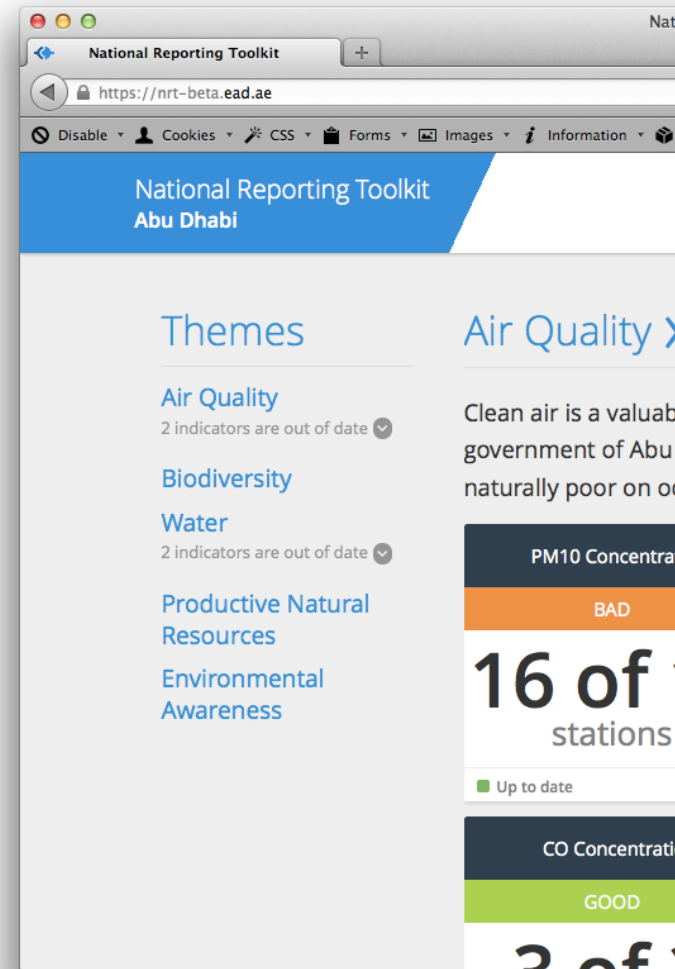 Nat
National Reporting Toolkit
https://nrt-beta.ead.ae
Disable Cookies CSS Forms Images Information
National Reporting Toolkit
Abu Dhabi
Themes
Air Quality
2 indicators are out of date
Biodiversity
Water
2 indicators are out of date
Productive Natural
Resources
Environmental
Awareness
Air Quality
Clean air is a
government of Abu
naturally poor on
PM10
BAD
16 of
stations
Up to date
CO
GOOD
3 of